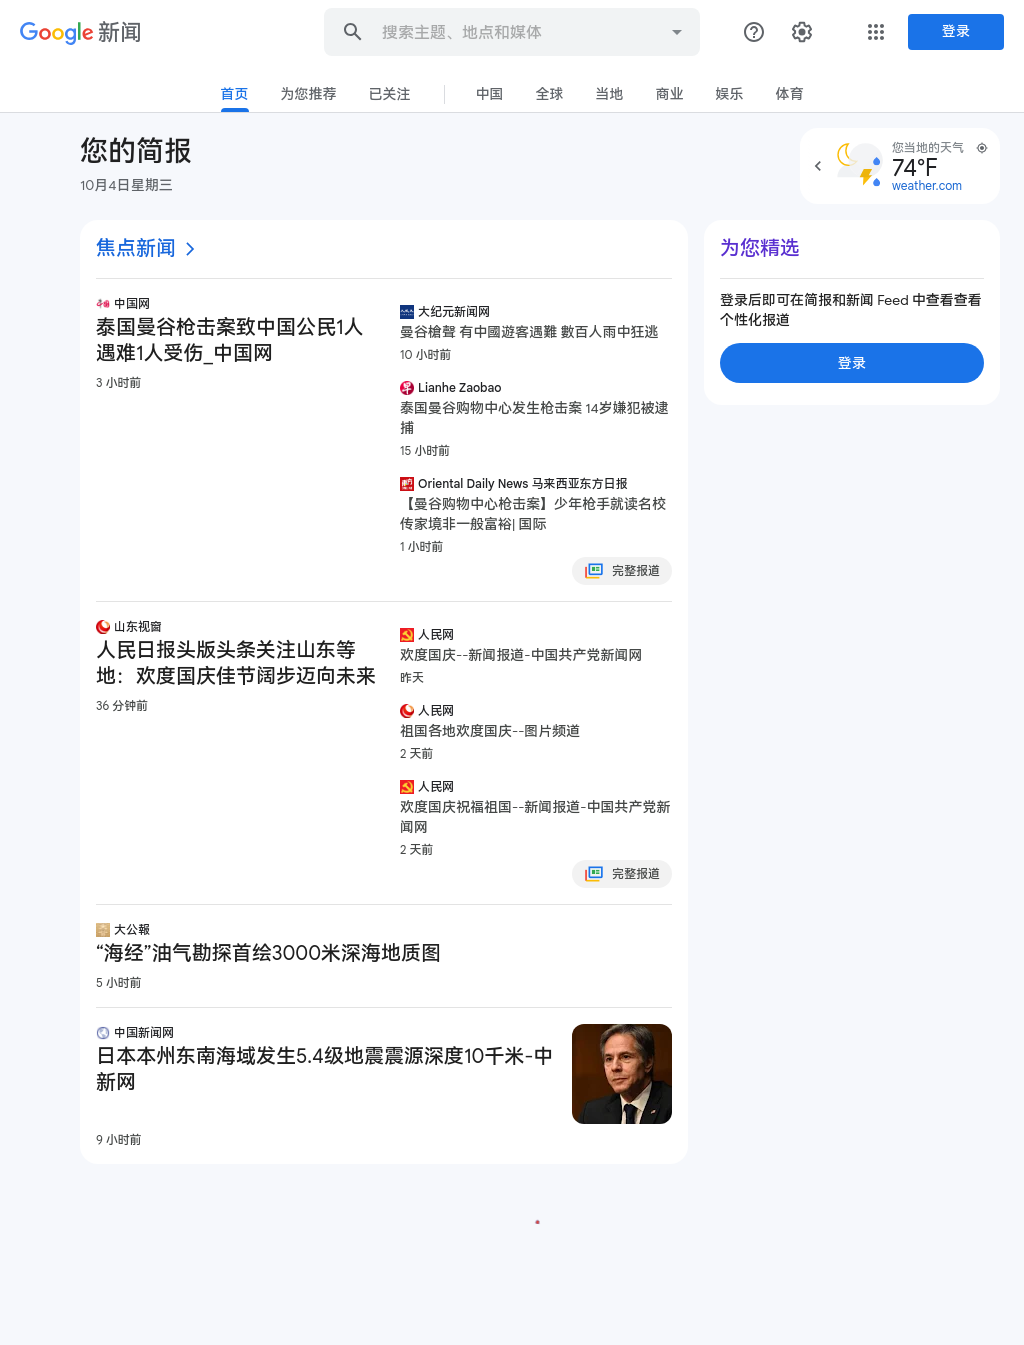 Google 新闻
搜索主题、地点和媒体
登录
首页
为您推荐
已关注
中国
全球
当地
商业
娱乐
体育
您的简报
10月4日星期三
您当地的天气
74°F
weather.com
焦点新闻
中国网
泰国曼谷枪击案致中国公民1人
遇难1人受伤_中国网
3 小时前
大纪元新闻网
曼谷槍聲 有中國遊客遇難 數百人雨中狂逃
10 小时前
Lianhe Zaobao
泰国曼谷购物中心发生枪击案 14岁嫌犯被逮
捕
15 小时前
Oriental Daily News 马来西亚东方日报
【曼谷购物中心枪击案】少年枪手就读名校
传家境非一般富裕| 国际
1 小时前
完整报道
山东视窗
人民日报头版头条关注山东等
地：欢度国庆佳节阔步迈向未来
36 分钟前
人民网
欢度国庆--新闻报道-中国共产党新闻网
昨天
人民网
祖国各地欢度国庆--图片频道
2 天前
人民网
欢度国庆祝福祖国--新闻报道-中国共产党新
闻网
2 天前
完整报道
大公報
“海经”油气勘探首绘3000米深海地质图
5 小时前
中国新闻网
日本本州东南海域发生5.4级地震震源深度10千米-中
新网
9 小时前
为您精选
登录后即可在简报和新闻 Feed 中查看查看
个性化报道
登录